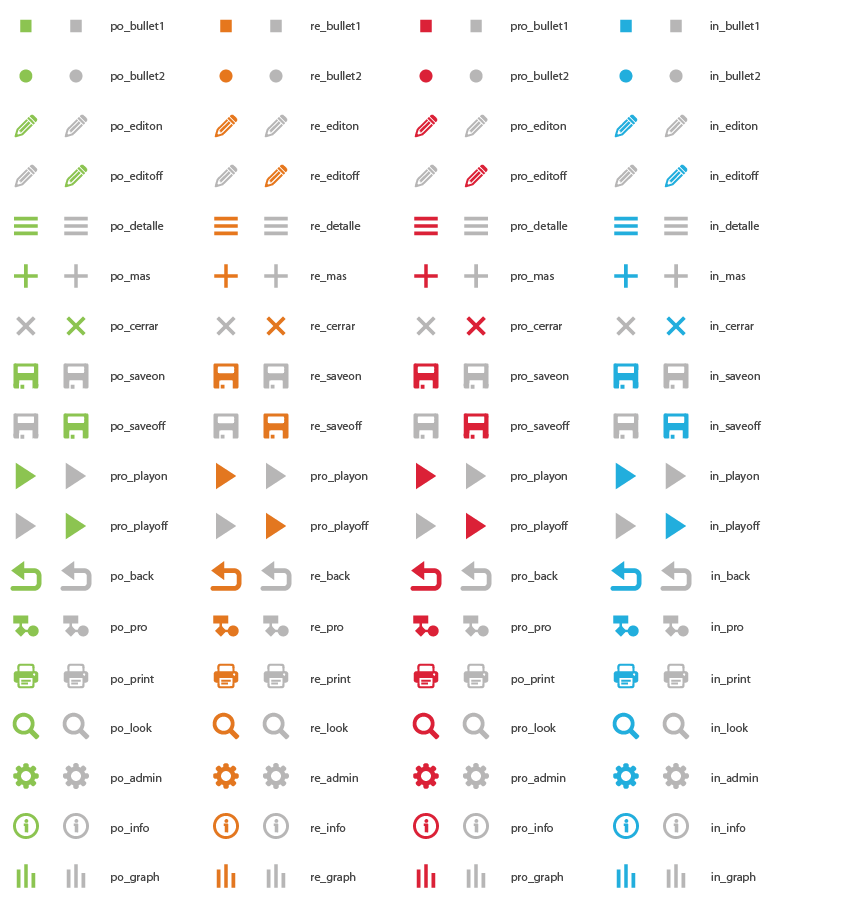 po_bullet1 re_bullet1 pro_bullet1 in_bullet1
po_bullet2 re_bullet2 pro_bullet2 in_bullet2
po_editon re_editon pro_editon in_editon
po_editoff re_editoff pro_editoff in_editoff
po_detalle re_detalle pro_detalle in_detalle
po_mas re_mas pro_mas in_mas
po_cerrar re_cerrar pro_cerrar in_cerrar
po_saveon re_saveon pro_saveon in_saveon
po_saveoff re_saveoff pro_saveoff in_saveoff
pro_playon pro_playon pro_playon in_playon
pro_playoff pro_playoff pro_playoff in_playoff
po_back re_back pro_back in_back
po_pro re_pro pro_pro in_pro
po_print re_print po_print in_print
po_look re_look pro_look in_look
po_admin re_admin pro_admin in_admin
po_info re_info pro_info in_info
po_graph re_graph pro_graph in_graph